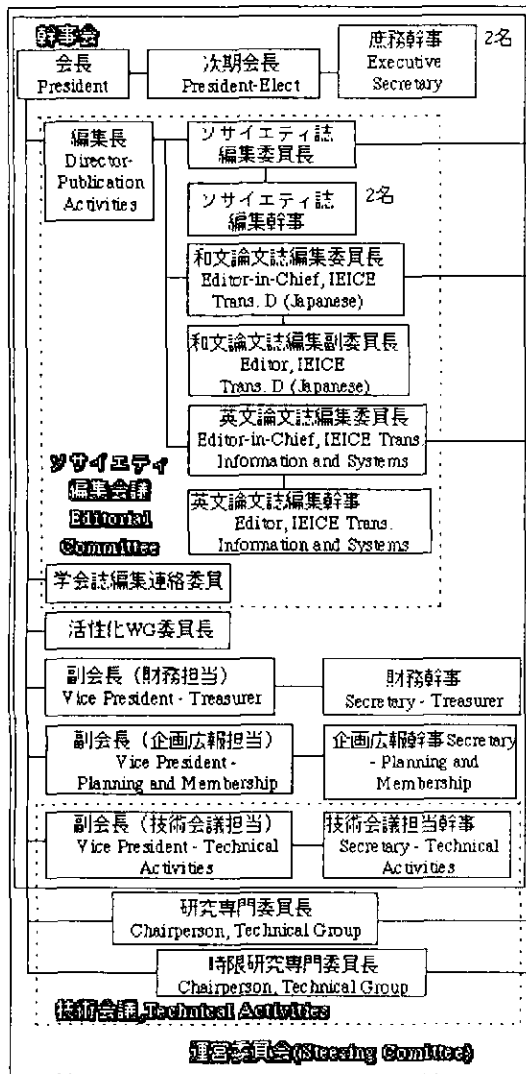 幹事会
会長
President
次期会長
President-Elect
庶務幹事
Executive
Secretary
2名
編集長
Director-
Publication
Activities
ソサイエティ誌
編集委員長
ソサイエティ誌
編集幹事
2名
和文論文誌編集委員長
Editor-in-Chief, IEICE
Trans. D (Japanese)
和文論文誌編集副委員長
Editor, IEICE
Trans. D (Japanese)
英文論文誌編集委員長
Editor-in-Chief, IEICE Trans.
Information and Systems
英文論文誌編集幹事
Editor, IEICE Trans.
Information and Systems
ソサイエティ
編集会議
Editorial
Committee
学会誌編集連絡委員
活性化WG委員長
副会長(財務担当)
Vice President - Treasurer
財務幹事
Secretary - Treasurer
副会長(企画広報担当)
Vice President -
Planning and Membership
企画広報幹事 Secretary
- Planning and
Membership
副会長(技術会議担当)
Vice President - Technical
Activities
技術会議担当幹事
Secretary - Technical
Activities
研究専門委員長
Chairperson, Technical Group
時限研究専門委員長
Chairperson, Technical Group
技術会議,Technical Activities
運営委員会(Steering Comittee)